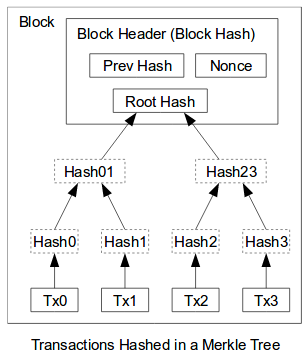 Block
Block Header (Block Hash)
Prev Hash
Nonce
Root Hash
Hash01
Hash23
Hash0
Hash1
Hash2
Hash3
Tx0
Tx1
Tx2
Tx3
Transactions Hashed in a Merkle Tree